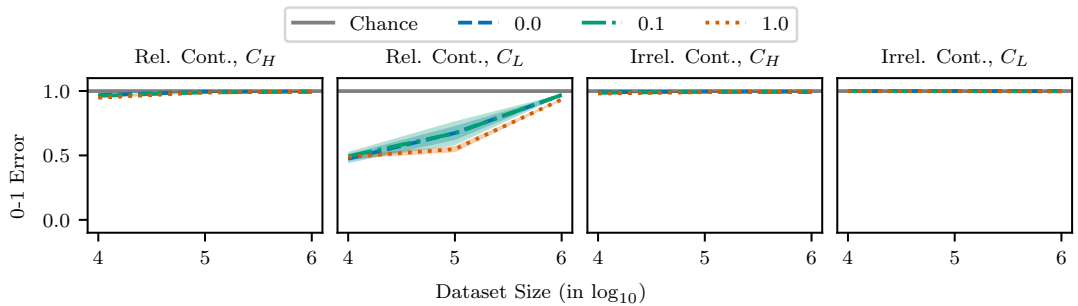 Chance 0.0 0.1 1.0
Rel. Cont., C_H Rel. Cont., C_L Irrel. Cont., C_H Irrel. Cont., C_L
1.0
0.5
0.0
0-1 Error
4 5 6 4 5 6 4 5 6 4 5 6
Dataset Size (in log₁₀)